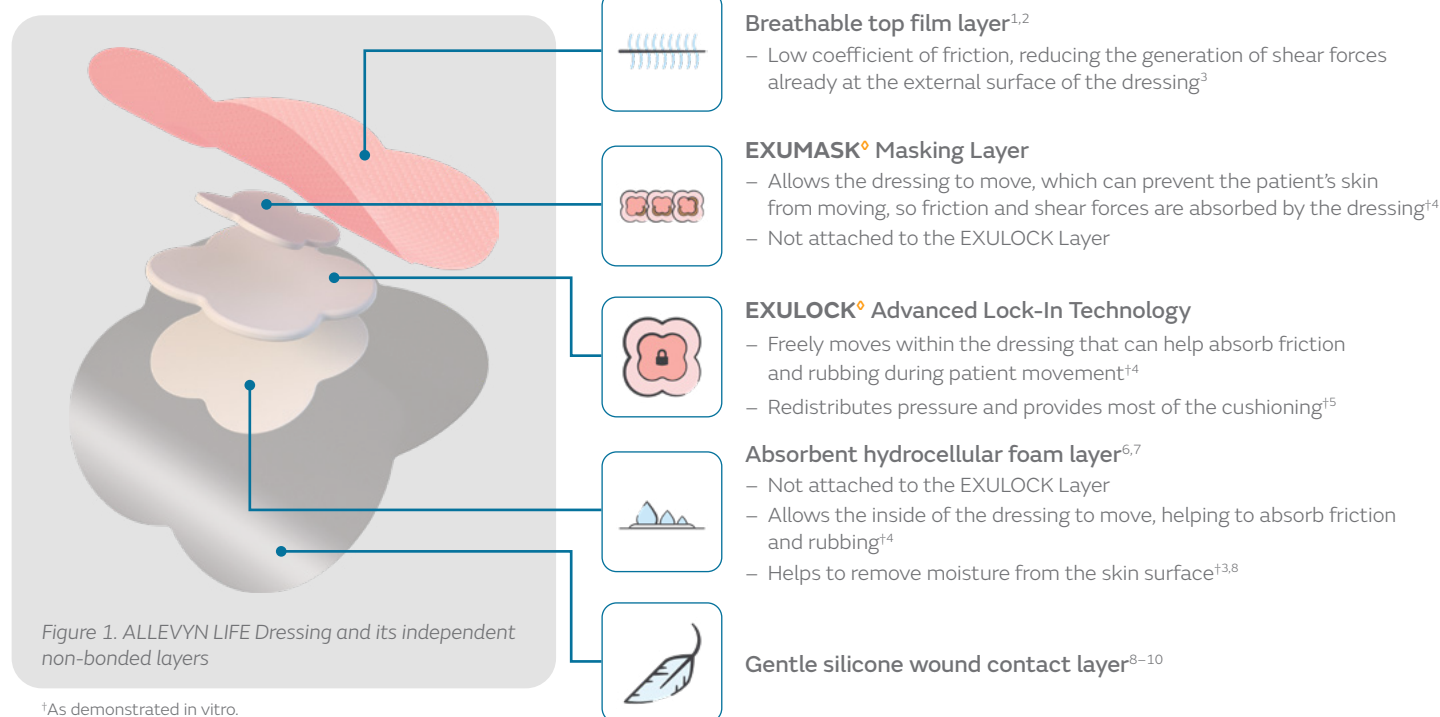 Breathable top film layer1,2
– Low coefficient of friction, reducing the generation of shear forces
already at the external surface of the dressing3
EXUMASK◊ Masking Layer
– Allows the dressing to move, which can prevent the patient's skin
from moving, so friction and shear forces are absorbed by the dressing†4
– Not attached to the EXULOCK Layer
EXULOCK◊ Advanced Lock-In Technology
– Freely moves within the dressing that can help absorb friction
and rubbing during patient movement†4
– Redistributes pressure and provides most of the cushioning†5
Absorbent hydrocellular foam layer6,7
– Not attached to the EXULOCK Layer
– Allows the inside of the dressing to move, helping to absorb friction
and rubbing†4
– Helps to remove moisture from the skin surface†3,8
Gentle silicone wound contact layer8–10
Figure 1. ALLEVYN LIFE Dressing and its independent
non-bonded layers
†As demonstrated in vitro.